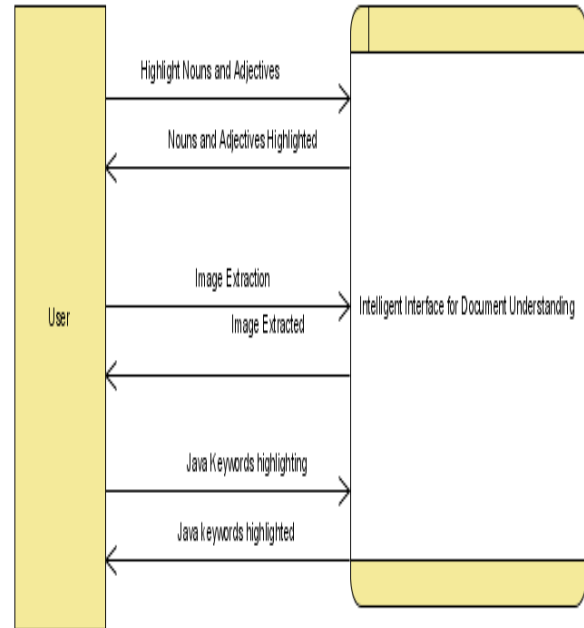 Highlight Nouns and Adjectives
Nouns and Adjectives Highlighted
Image Extraction
User
Intelligent Interface for Document Understanding
Image Extracted
Java Keywords highlighting
Java keywords highlighted